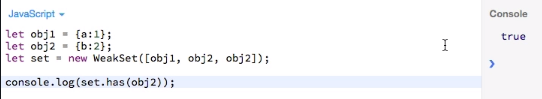 JavaScript
Console
let obj1 = {a:1};
let obj2 = {b:2};
let set = new WeakSet([obj1, obj2, obj2]);
console.log(set.has(obj2));
true